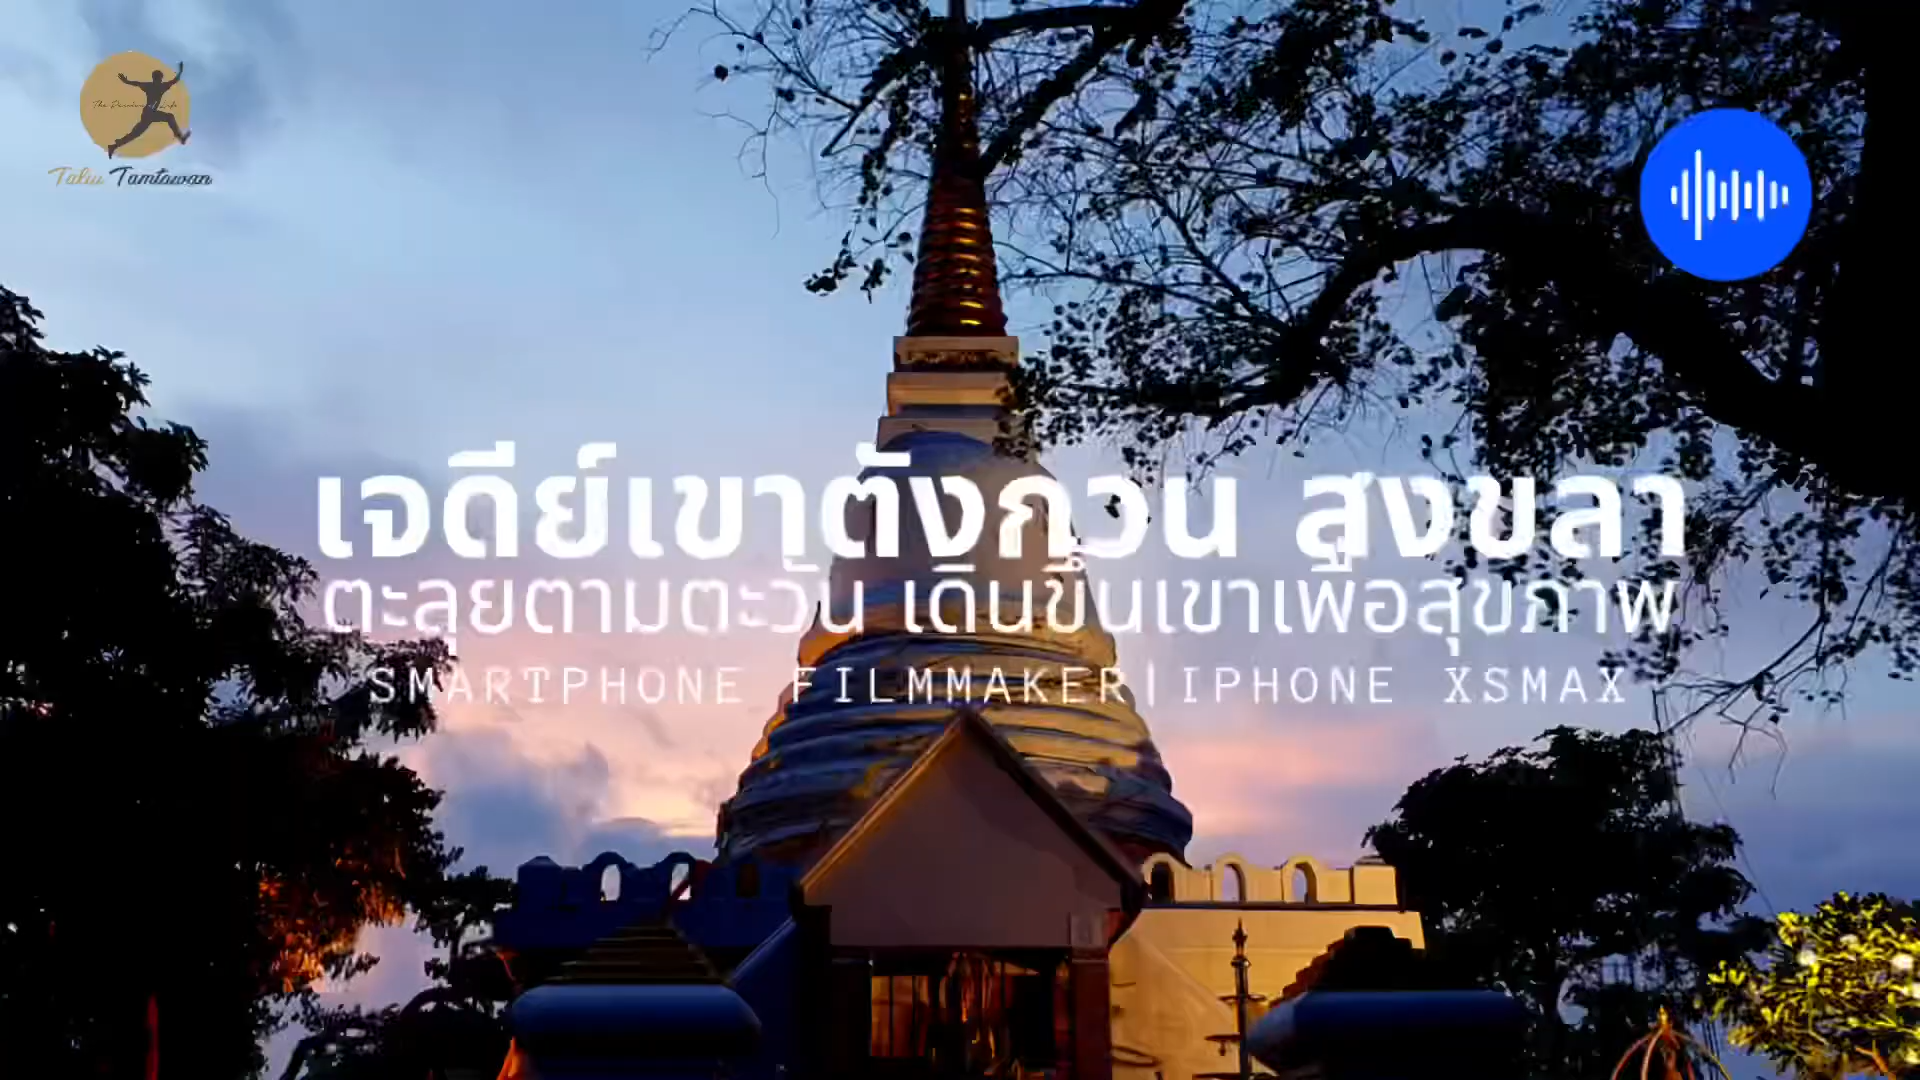 Talui Tamtawan
เจดีย์เขาตังกวน สงขลา
ตะลุยตามตะวัน เดินขึ้นเขาเพื่อสุขภาพ
SMARTPHONE FILMMAKER|IPHONE XSMAX